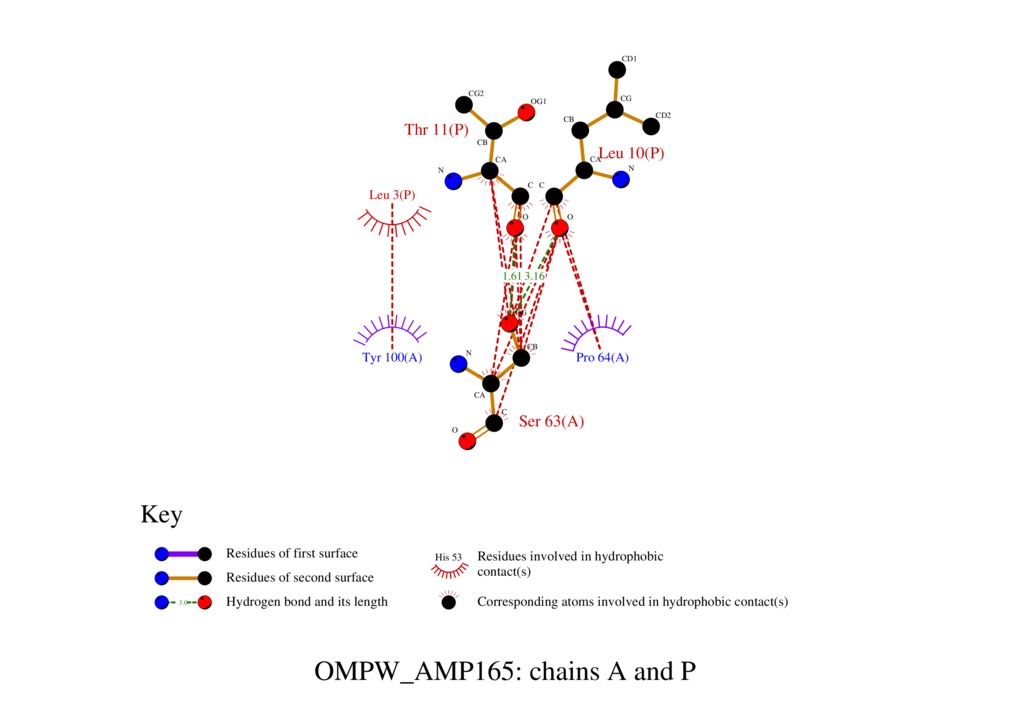 CD1
CG2
CG
OG1
CD2
CB
Thr 11(P)
CB
Leu 10(P)
CA
CA
N
N
C
C
Leu 3(P)
O
O
1.61
3.16
CB
N
Tyr 100(A)
Pro 64(A)
CA
C
Ser 63(A)
O
Key
Residues of first surface
Residues of second surface
3.0
Hydrogen bond and its length
His 53
Residues involved in hydrophobic
contact(s)
Corresponding atoms involved in hydrophobic contact(s)
OMPW_AMP165: chains A and P